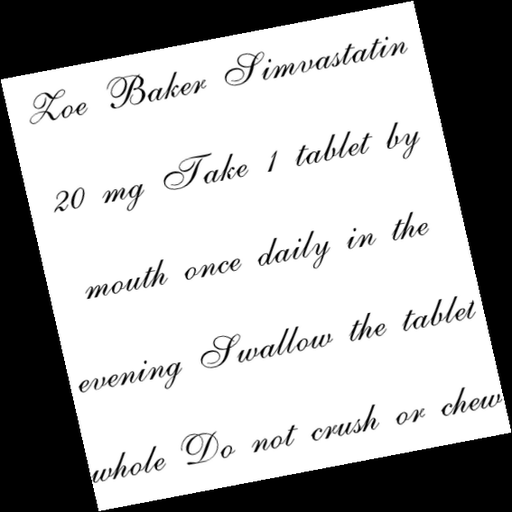 Zoe Baker Simvastatin
20 mg Take 1 tablet by
mouth once daily in the
evening Swallow the tablet
whole Do not crush or chew